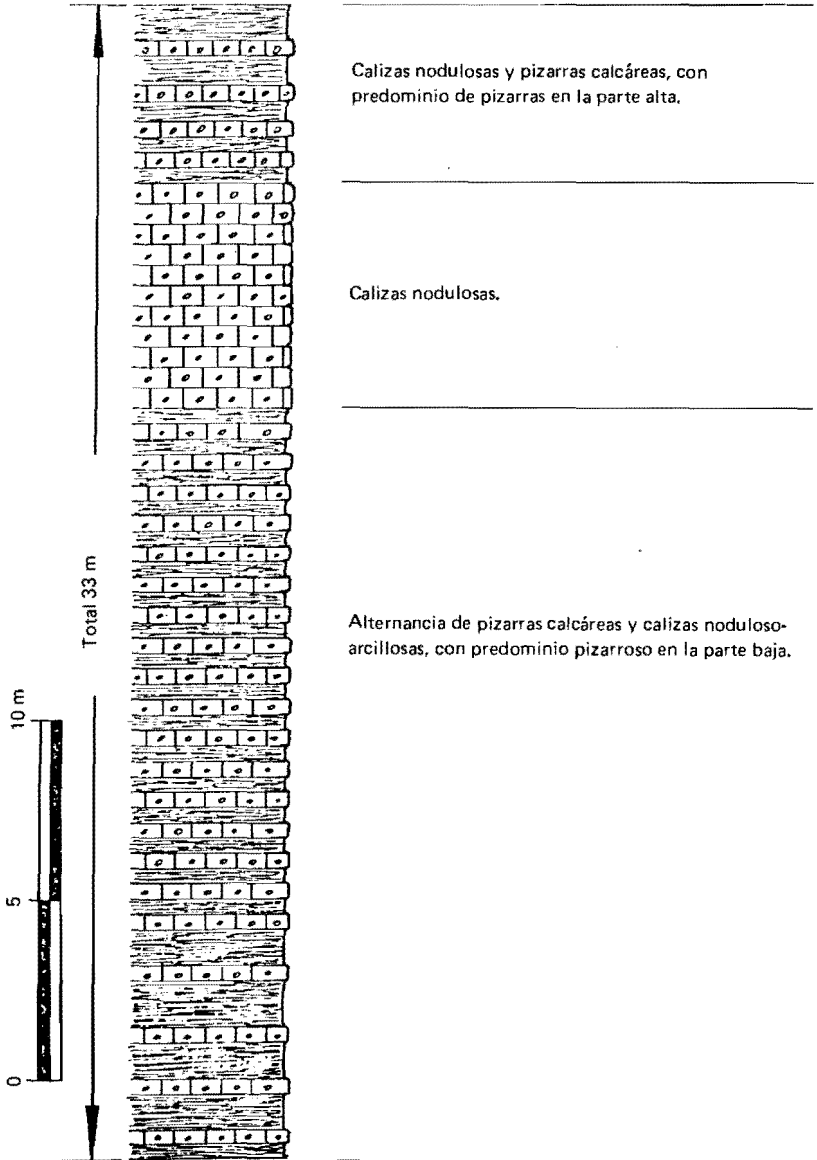 Calizas nodulosas y pizarras calcáreas, con
predominio de pizarras en la parte alta.
Calizas nodulosas.
Alternancia de pizarras calcáreas y calizas noduloso-
arcillosas, con predominio pizarroso en la parte baja.
Total 33 m
10 m
5
0